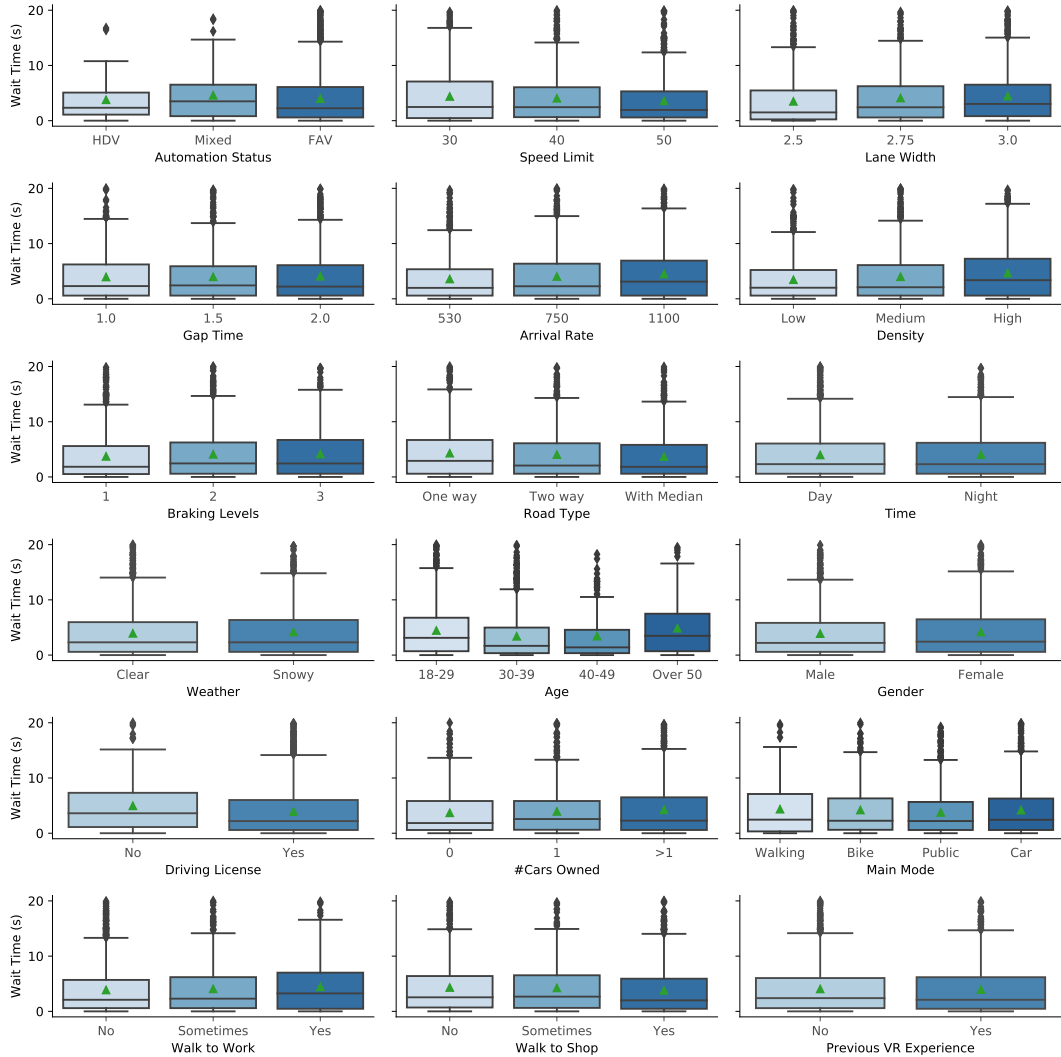 Wait Time (s)
20
10
0
HDV Mixed FAV
Automation Status
30 40 50
Speed Limit
2.5 2.75 3.0
Lane Width
Wait Time (s)
20
10
0
1.0 1.5 2.0
Gap Time
530 750 1100
Arrival Rate
Low Medium High
Density
Wait Time (s)
20
10
0
1 2 3
Braking Levels
One way Two way With Median
Road Type
Day Night
Time
Wait Time (s)
20
10
0
Clear Snowy
Weather
18-29 30-39 40-49 Over 50
Age
Male Female
Gender
Wait Time (s)
20
10
0
No Yes
Driving License
0 1 >1
#Cars Owned
Walking Bike Public Car
Main Mode
Wait Time (s)
20
10
0
No Sometimes Yes
Walk to Work
No Sometimes Yes
Walk to Shop
No Yes
Previous VR Experience